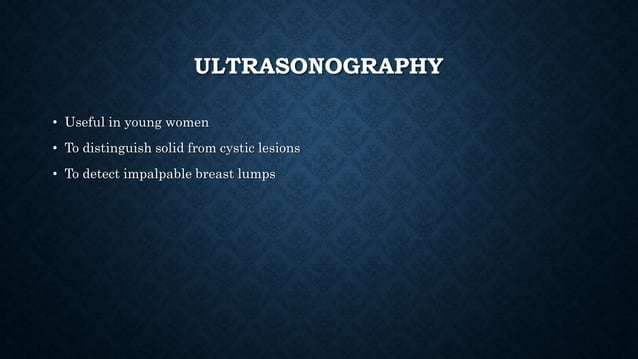 ULTRASONOGRAPHY
• Useful in young women
• To distinguish solid from cystic lesions
• To detect impalpable breast lumps